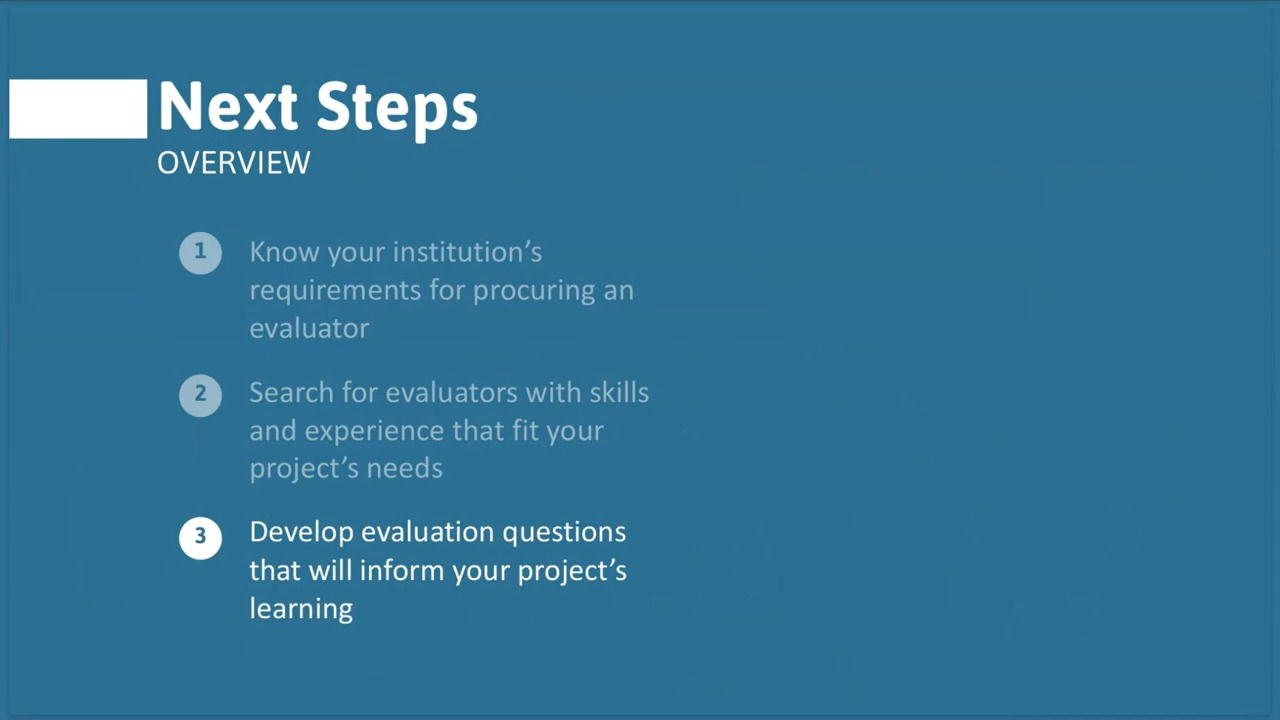 Next Steps
OVERVIEW
1
Know your institution’s
requirements for procuring an
evaluator
2
Search for evaluators with skills
and experience that fit your
project’s needs
3
Develop evaluation questions
that will inform your project’s
learning